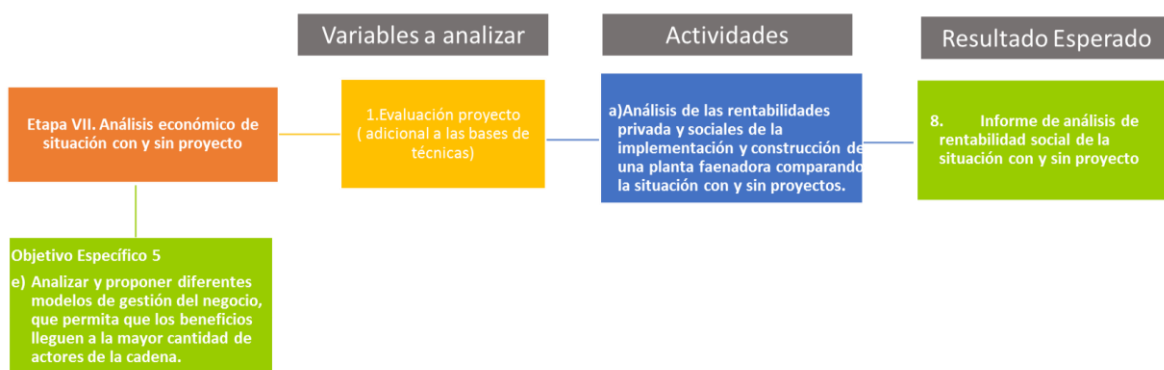 Variables a analizar
Actividades
Resultado Esperado
Etapa VII. Análisis económico de
situación con y sin proyecto
1.Evaluación proyecto
( adicional a las bases de
técnicas)
a)Análisis de las rentabilidades
privada y sociales de la
implementación y construcción de
una planta faenadora comparando
la situación con y sin proyectos.
8. Informe de análisis de
rentabilidad social de la
situación con y sin proyecto
Objetivo Específico 5
e) Analizar y proponer diferentes
modelos de gestión del negocio,
que permita que los beneficios
lleguen a la mayor cantidad de
actores de la cadena.